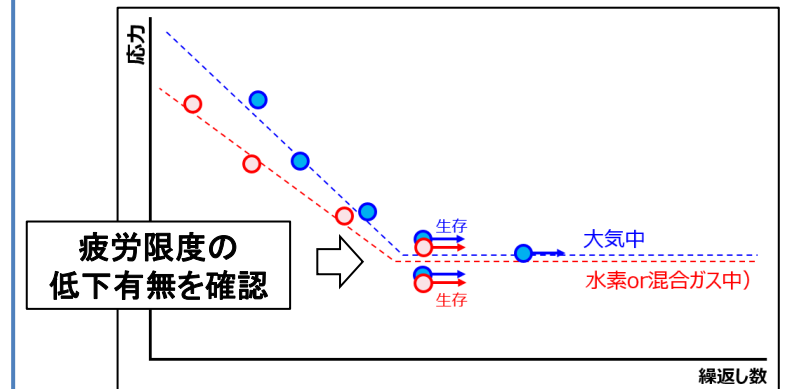 応力
生存
大気中
疲労限度の
低下有無を確認
水素or混合ガス中）
生存
繰返し数